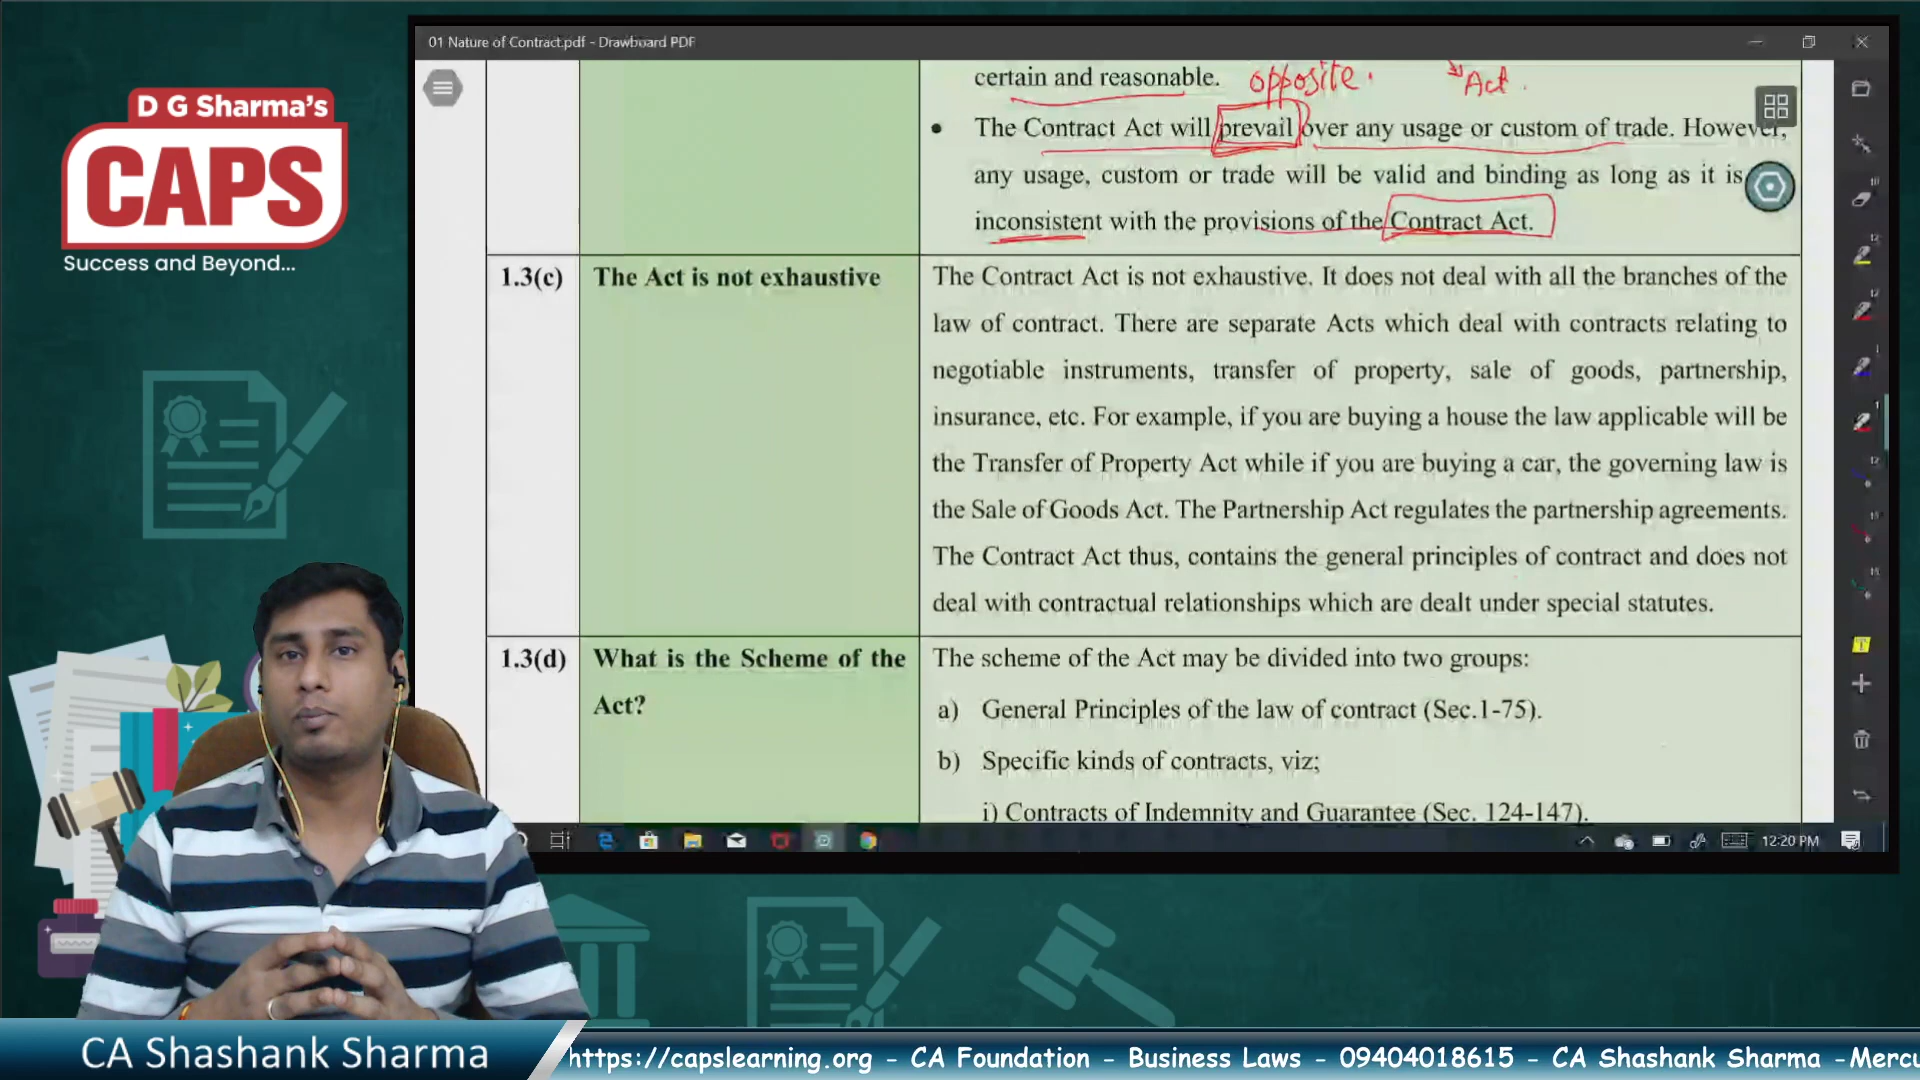 D G Sharma's
CAPS
Success and Beyond...
01 Nature of Contract.pdf - Drawboard PDF
certain and reasonable.
opposite.
Act.
The Contract Act will prevail over any usage or custom of trade. However,
any usage, custom or trade will be valid and binding as long as it is
inconsistent with the provisions of the Contract Act.
1.3(c)
The Act is not exhaustive
The Contract Act is not exhaustive. It does not deal with all the branches of the
law of contract. There are separate Acts which deal with contracts relating to
negotiable instruments, transfer of property, sale of goods, partnership,
insurance, etc. For example, if you are buying a house the law applicable will be
the Transfer of Property Act while if you are buying a car, the governing law is
the Sale of Goods Act. The Partnership Act regulates the partnership agreements.
The Contract Act thus, contains the general principles of contract and does not
deal with contractual relationships which are dealt under special statutes.
1.3(d)
What is the Scheme of the
Act?
The scheme of the Act may be divided into two groups:
a) General Principles of the law of contract (Sec.1-75).
b) Specific kinds of contracts, viz;
i) Contracts of Indemnity and Guarantee (Sec. 124-147).
12:20 PM
CA Shashank Sharma
https://capslearning.org - CA Foundation - Business Laws - 09404018615 - CA Shashank Sharma -Mercu